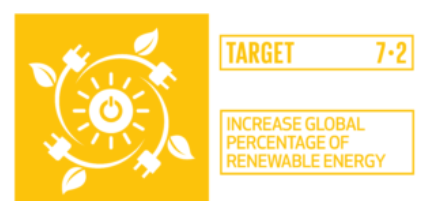 TARGET 7·2
INCREASE GLOBAL
PERCENTAGE OF
RENEWABLE ENERGY